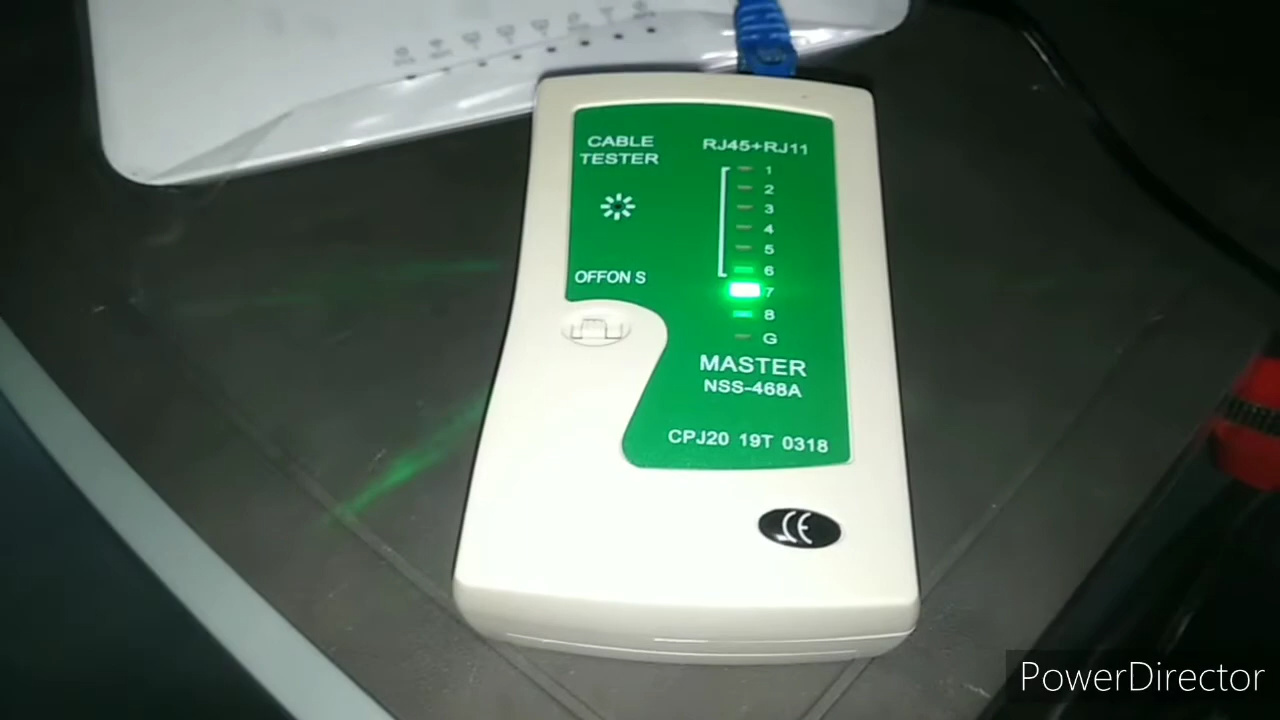 CABLE
TESTER
RJ45+RJ11
1
2
3
4
5
6
7
8
G
OFFON S
MASTER
NSS-468A
CPJ20 19T 0318
CE
PowerDirector